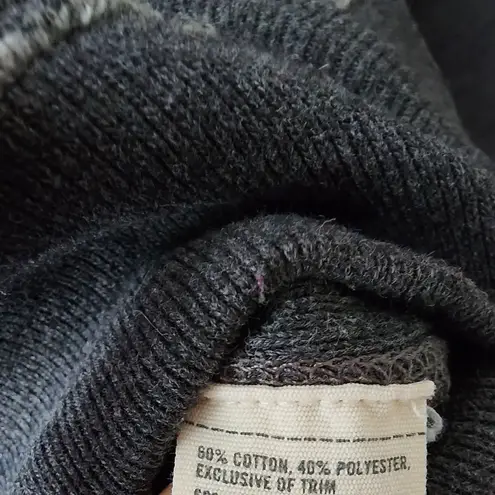 60% COTTON, 40% POLYESTER,
EXCLUSIVE OF TRIM